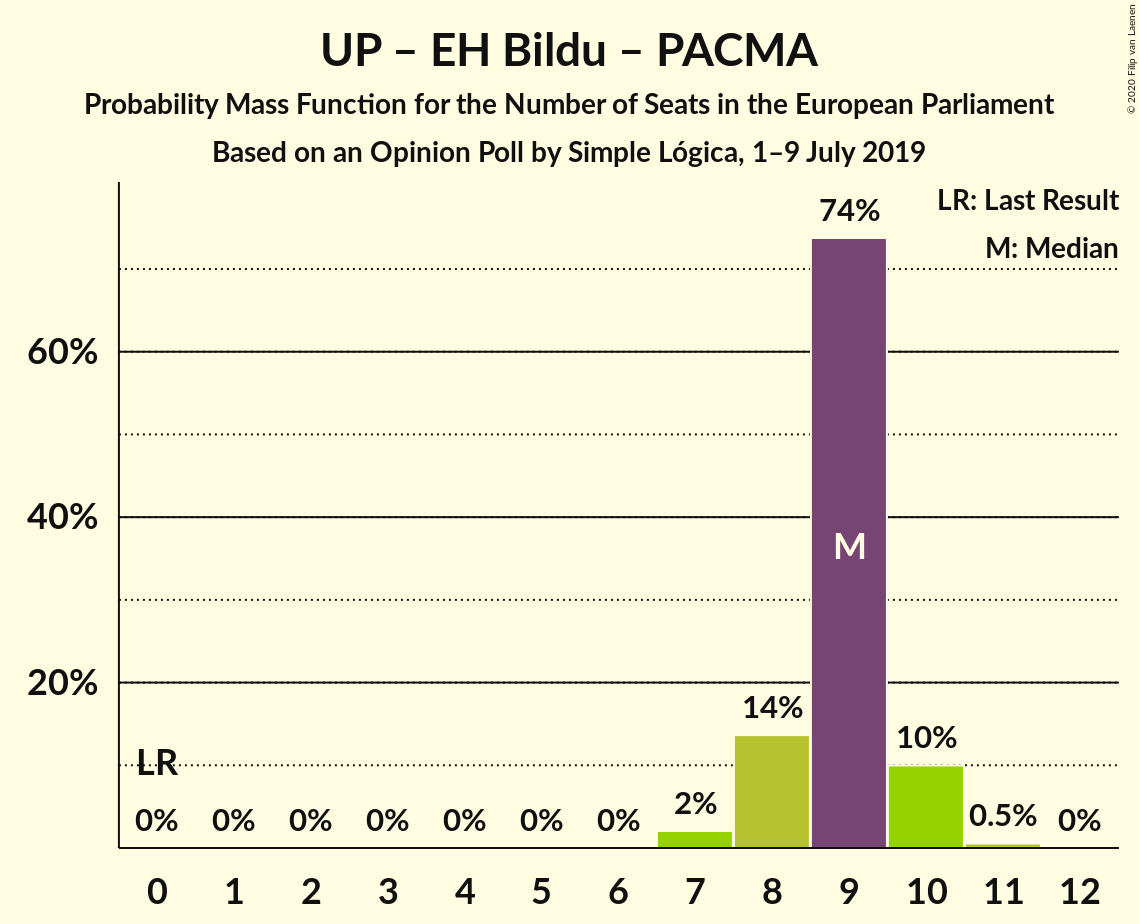 UP – EH Bildu – PACMA
Probability Mass Function for the Number of Seats in the European Parliament
Based on an Opinion Poll by Simple Lógica, 1–9 July 2019
© 2020 Filip van Laenen
LR: Last Result
M: Median
74%
60%
40%
M
20%
14%
10%
LR
2%
0.5%
0% 0% 0% 0% 0% 0% 0% 0%
0 1 2 3 4 5 6 7 8 9 10 11 12